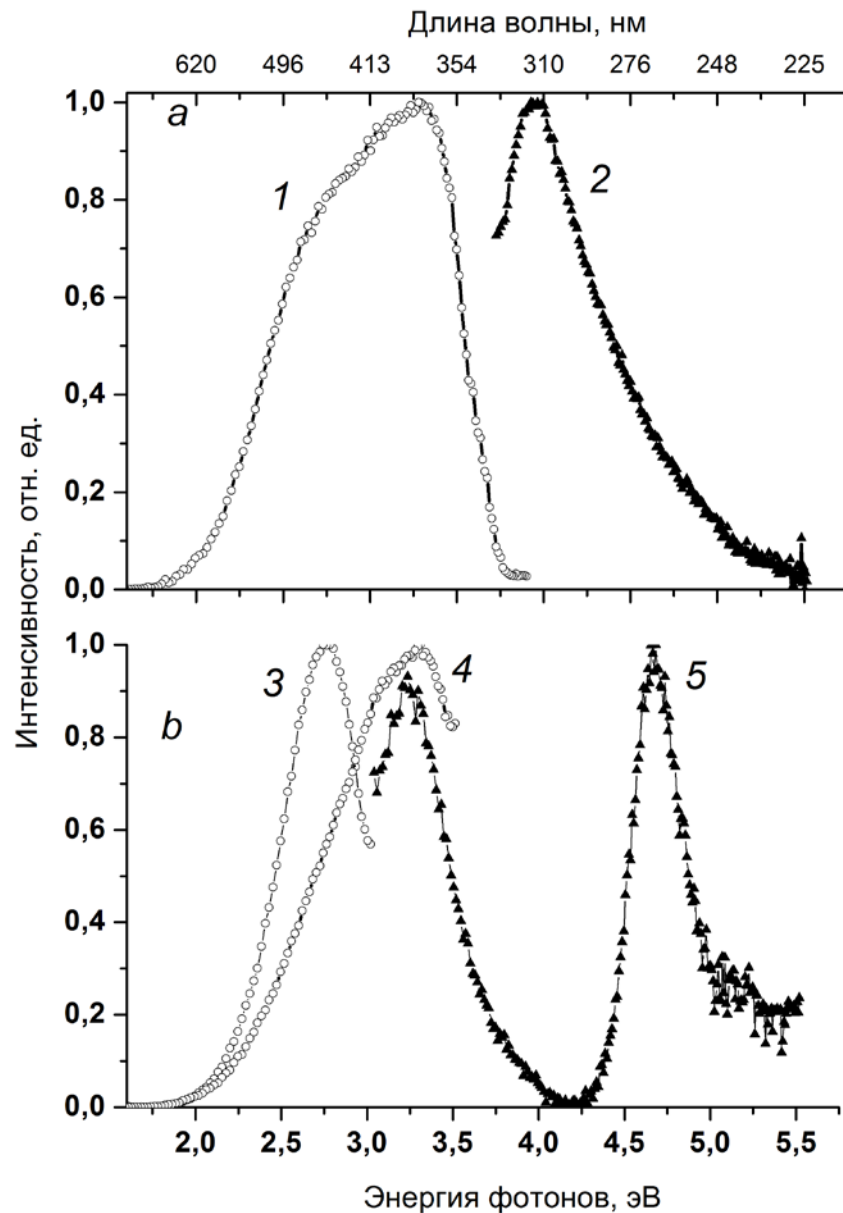 Длина волны, нм
620 496 413 354 310 276 248 225
1,0
a
1
2
0,8
0,6
0,4
0,2
0,0
Интенсивность, отн. ед.
1,0
3
4
5
b
0,8
0,6
0,4
0,2
0,0
2,0 2,5 3,0 3,5 4,0 4,5 5,0 5,5
Энергия фотонов, эВ